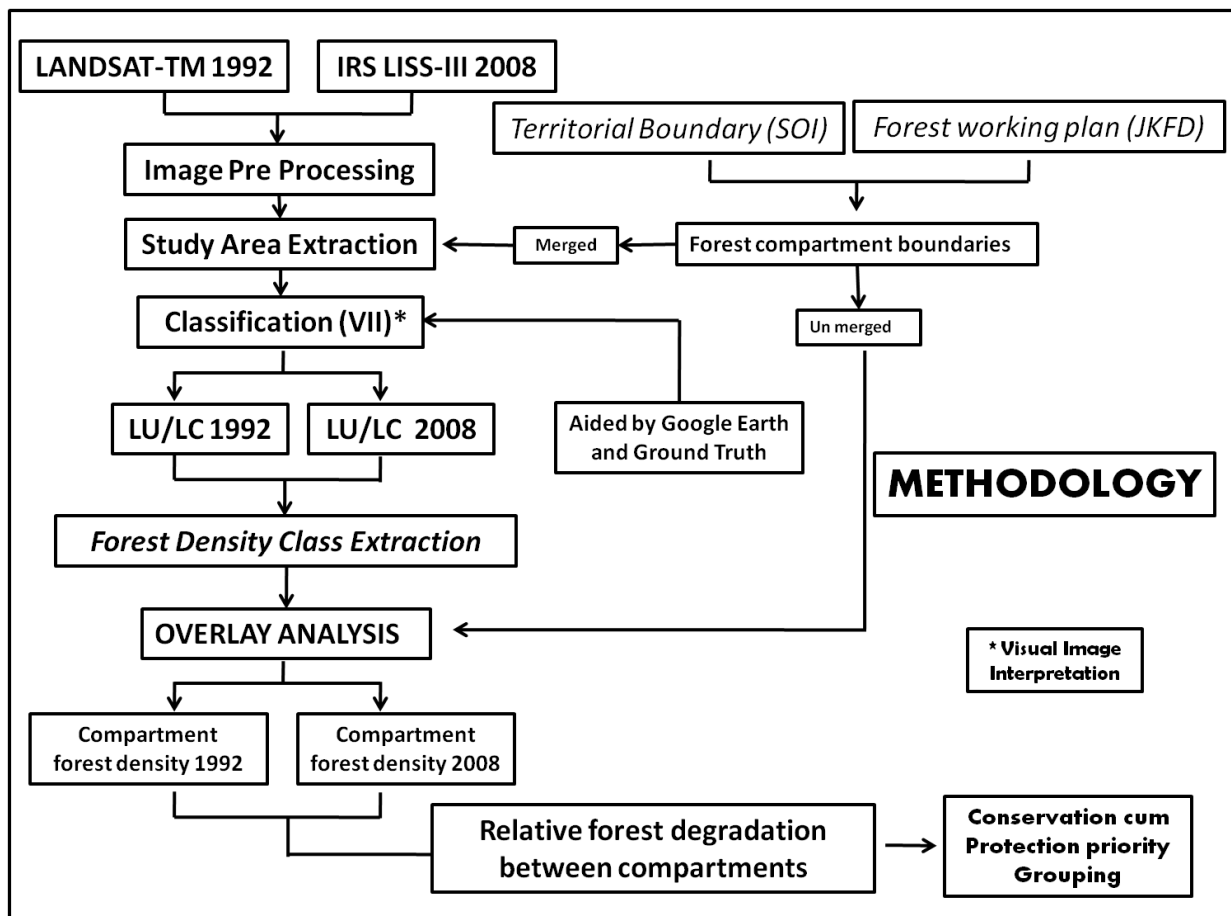 LANDSAT-TM 1992
IRS LISS-III 2008
Territorial Boundary (SOI)
Forest working plan (JKFD)
Image Pre Processing
Study Area Extraction
Merged
Forest compartment boundaries
Classification (VII)*
Un merged
LU/LC 1992
LU/LC 2008
Aided by Google Earth
and Ground Truth
METHODOLOGY
Forest Density Class Extraction
OVERLAY ANALYSIS
* Visual Image
Interpretation
Compartment
forest density 1992
Compartment
forest density 2008
Relative forest degradation
between compartments
Conservation cum
Protection priority
Grouping